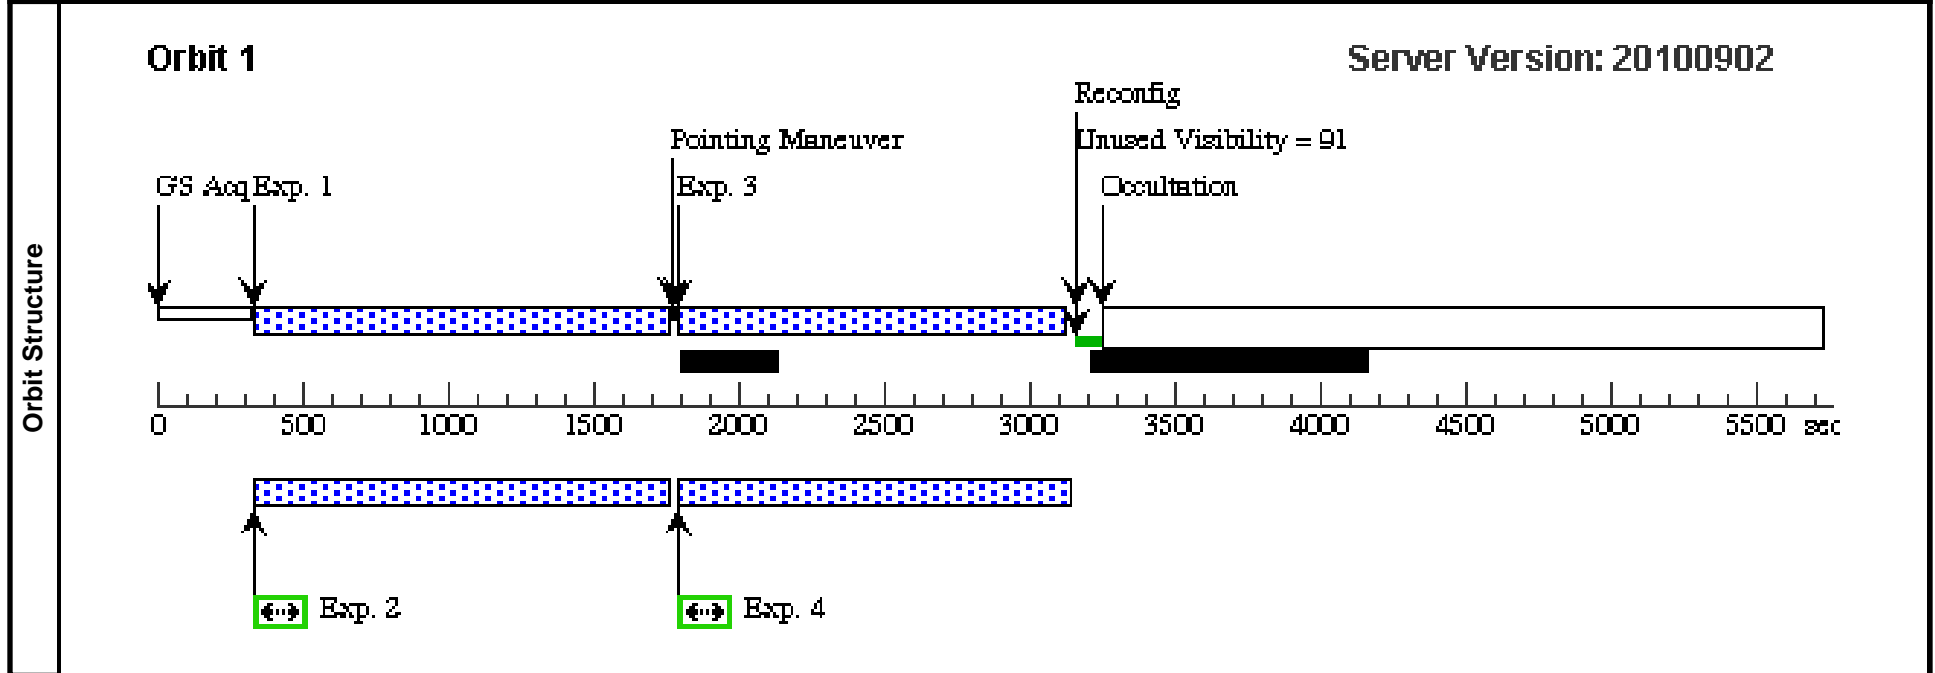 Orbit 1
Server Version: 20100902
Reconfig
Pointing Maneuver
Unused Visibility = 91
GS Acq
Exp. 1
Exp. 3
Occultation
Orbit Structure
0 500 1000 1500 2000 2500 3000 3500 4000 4500 5000 5500 sec
Exp. 2
Exp. 4